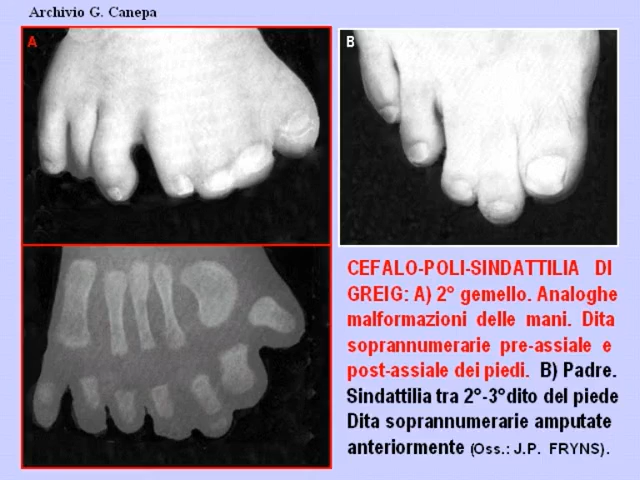 Archivio G. Canepa
A
B
CEFALO-POLI-SINDATTILIA DI
GREIG: A) 2° gemello. Analoghe
malformazioni delle mani. Dita
soprannumerarie pre-assiale e
post-assiale dei piedi. B) Padre.
Sindattilia tra 2°-3°dito del piede
Dita soprannumerarie amputate
anteriormente (Oss.: J.P. FRYNS).